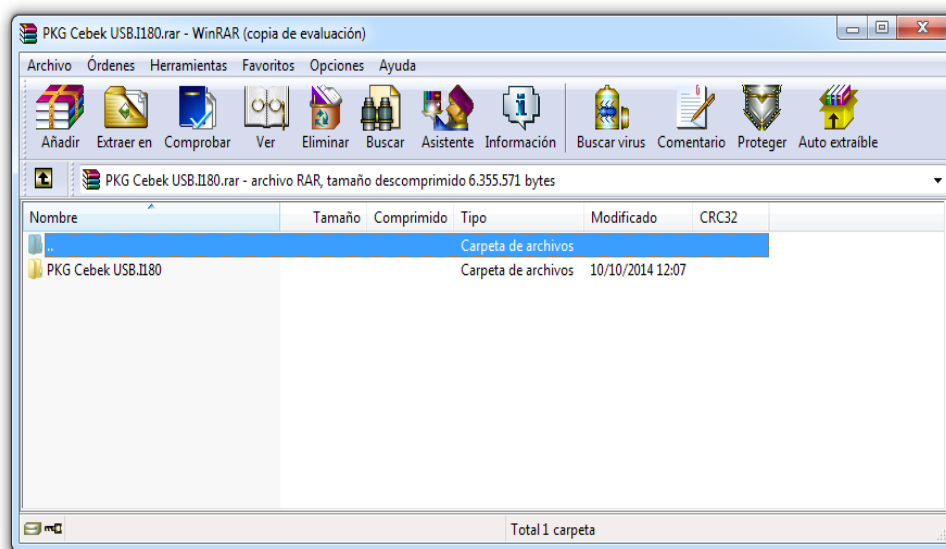 PKG Cebek USB.I180.rar - WinRAR (copia de evaluación)
Archivo Órdenes Herramientas Favoritos Opciones Ayuda
Añadir Extraer en Comprobar Ver Eliminar Buscar Asistente Información Buscar virus Comentario Proteger Auto extraíble
PKG Cebek USB.I180.rar - archivo RAR, tamaño descomprimido 6.355.571 bytes
Nombre Tamaño Comprimido Tipo Modificado CRC32
.. Carpeta de archivos
PKG Cebek USB.I180 Carpeta de archivos 10/10/2014 12:07
Total 1 carpeta